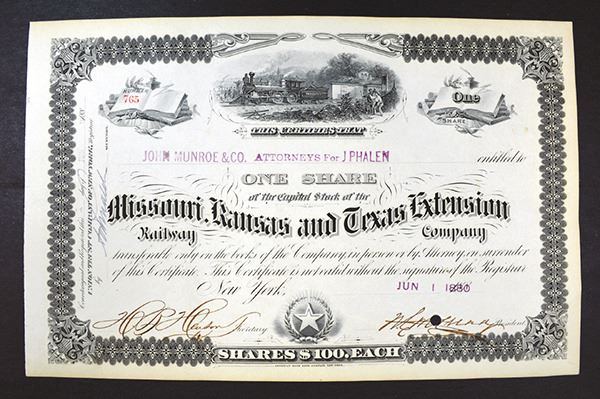 NUMBER
765
One
SHARE
THIS CERTIFIES THAT
JOHN MUNROE & CO. ATTORNEYS FOR J PHALEN
entitled to
ONE SHARE
of the Capital Stock of the
Missouri, Kansas and Texas Extension
Railway Company
transferable only on the books of the Company, in person or by Attorney, on surrender
of this Certificate. This Certificate is not valid without the signature of the Registrar
New York, JUN 1 1880
Secretary
President
SHARES $100. EACH